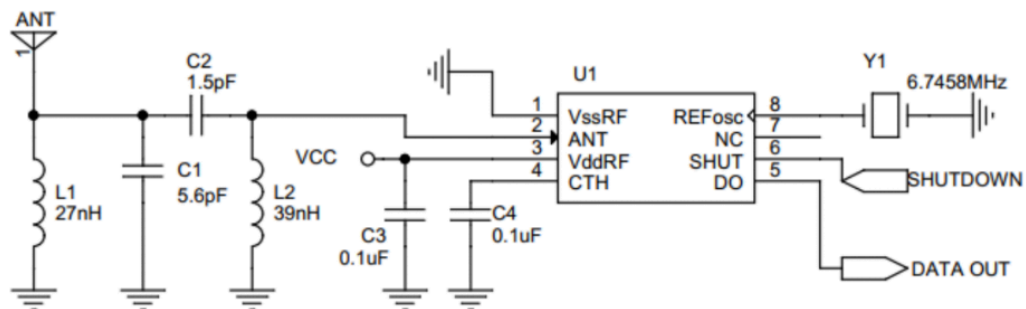 ANT
1
C2
1.5pF
L1
27nH
C1
5.6pF
L2
39nH
VCC
C3
0.1uF
C4
0.1uF
U1
1
2
3
4
VssRF
ANT
VddRF
CTH
REFosc
NC
SHUT
DO
8
7
6
5
Y1
6.7458MHz
SHUTDOWN
DATA OUT